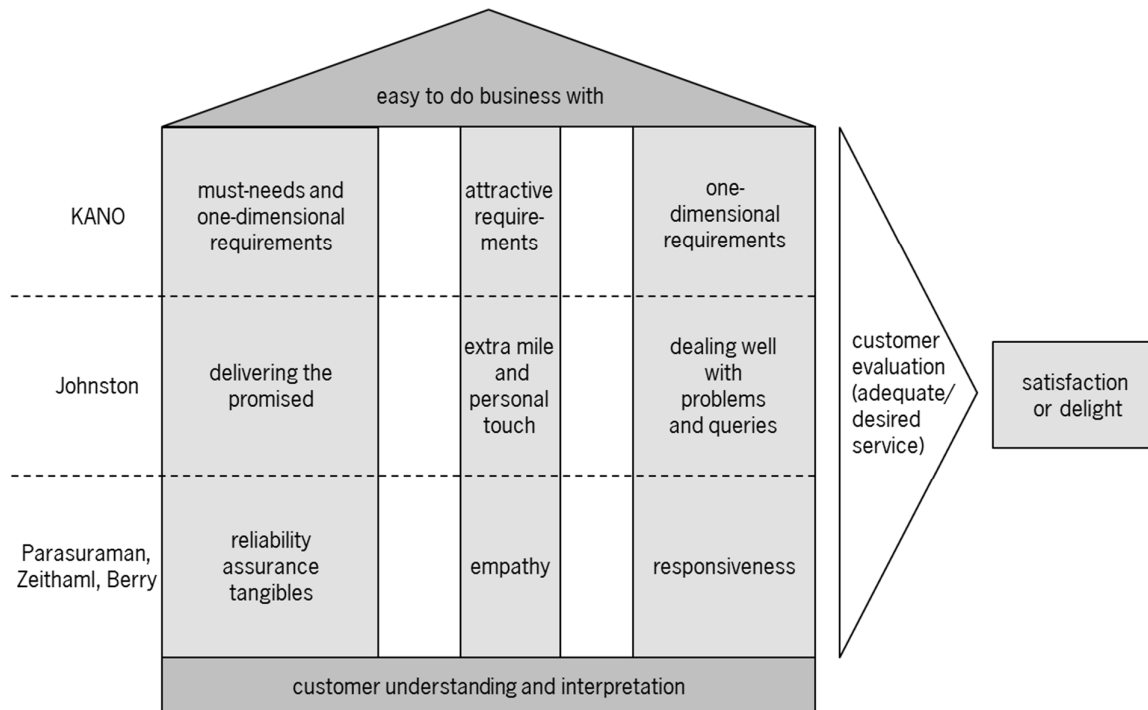 easy to do business with
KANO
must-needs and
one-dimensional
requirements
attractive
require-
ments
one-
dimensional
requirements
Johnston
delivering the
promised
extra mile
and
personal
touch
dealing well
with
problems
and queries
Parasuraman,
Zeithaml, Berry
reliability
assurance
tangibles
empathy
responsiveness
customer understanding and interpretation
customer
evaluation
(adequate/
desired
service)
satisfaction
or delight